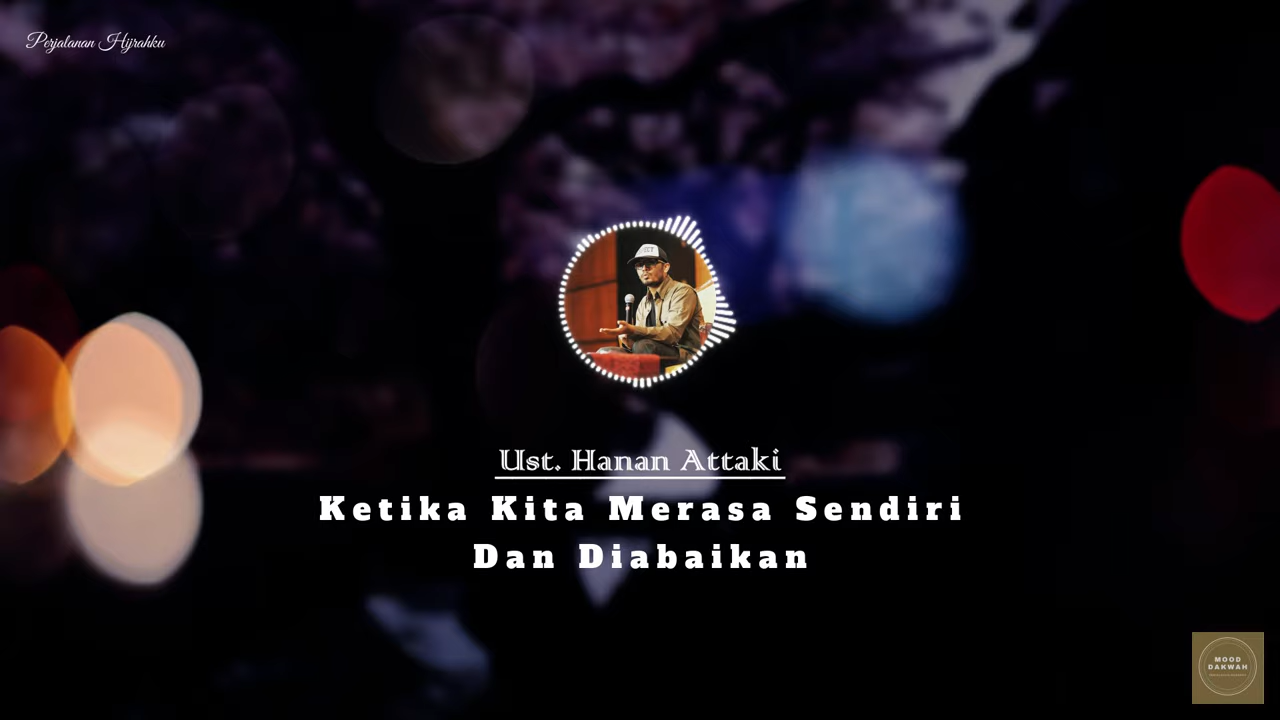 Perjalanan Hijrahku
Ust. Hanan Attaki
Ketika Kita Merasa Sendiri
Dan Diabaikan
MOOD
DAKWAH